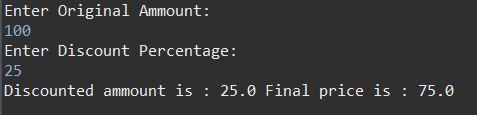 Enter Original Ammount:
100
Enter Discount Percentage:
25
Discounted ammount is : 25.0 Final price is : 75.0